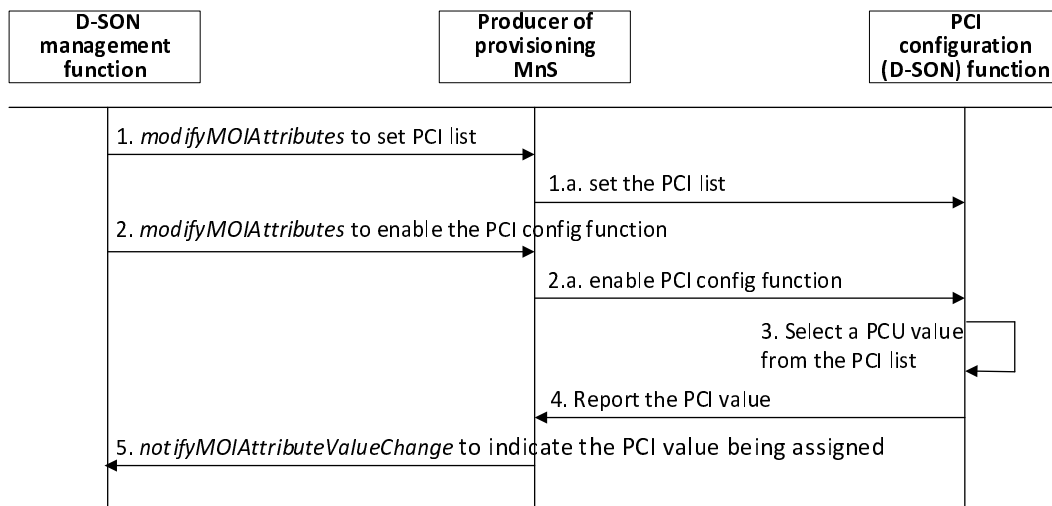 D-SON
management
function
Producer of
provisioning
MnS
PCI
configuration
(D-SON) function
1. modifyMOIAttributes to set PCI list
1.a. set the PCI list
2. modifyMOIAttributes to enable the PCI config function
2.a. enable PCI config function
3. Select a PCU value
from the PCI list
4. Report the PCI value
5. notifyMOIAttributeValueChange to indicate the PCI value being assigned